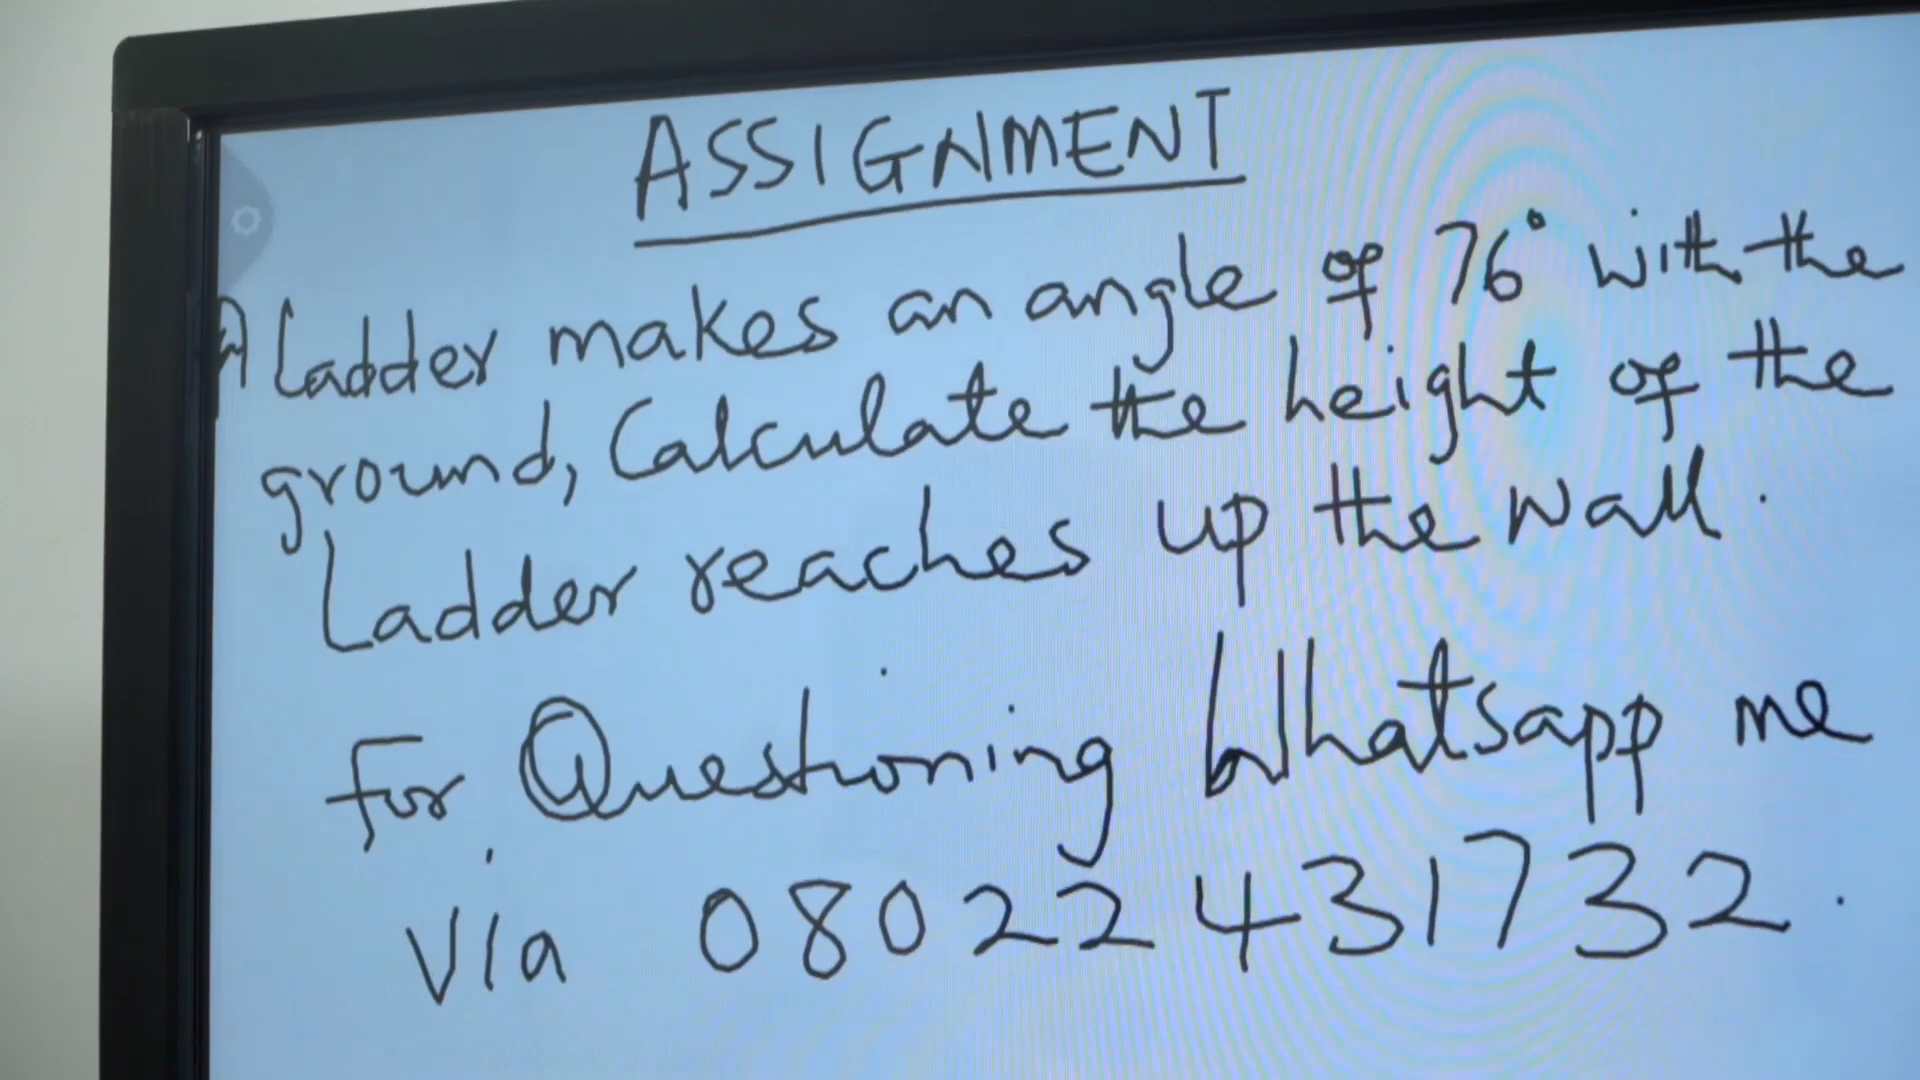 ASSIGNMENT
A Ladder makes an angle of 76° with the
ground, Calculate the height of the
Ladder reaches up the wall.
For Questioning Whatsapp me
Via 08022431732.